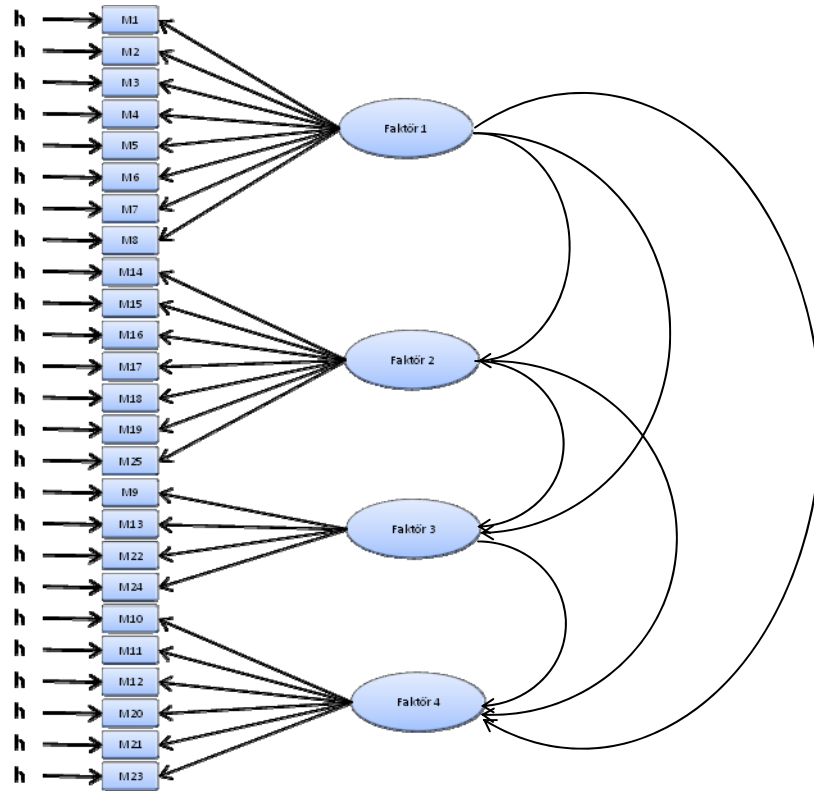 h M1
h M2
h M3
h M4
h M5
h M6
h M7
h M8
h M14
h M15
h M16
h M17
h M18
h M19
h M25
h M9
h M13
h M22
h M24
h M10
h M11
h M12
h M20
h M21
h M23
Faktör 1
Faktör 2
Faktör 3
Faktör 4